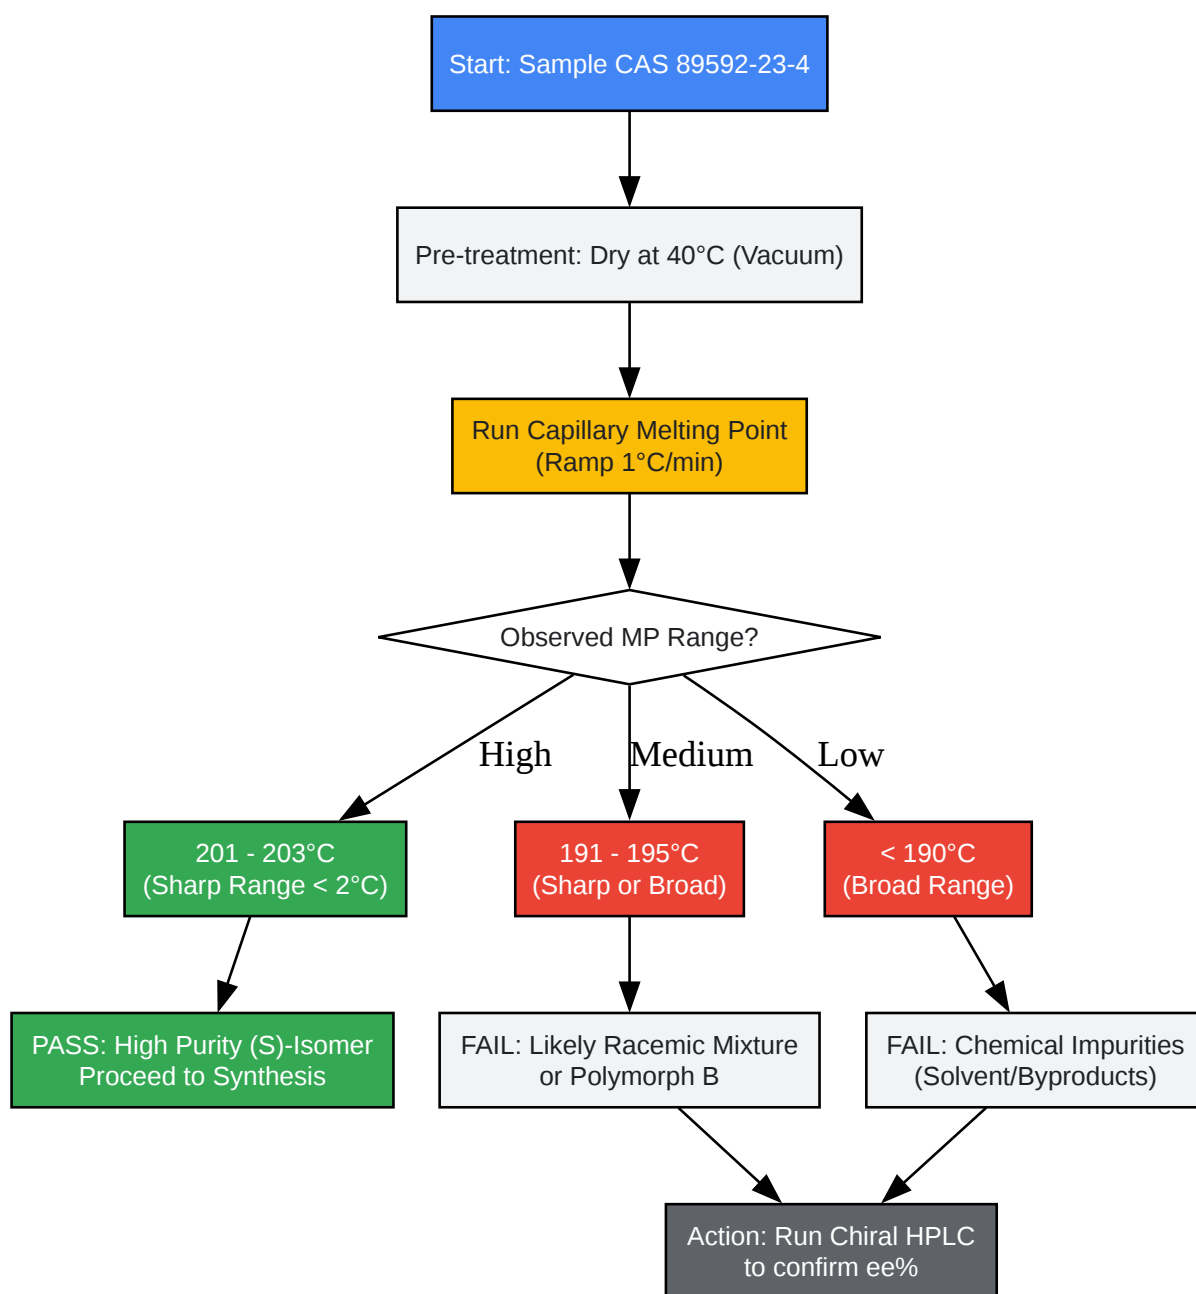 Start: Sample CAS 89592-23-4
Pre-treatment: Dry at 40°C (Vacuum)
Run Capillary Melting Point
(Ramp 1°C/min)
Observed MP Range?
High
Medium
Low
201 - 203°C
(Sharp Range < 2°C)
191 - 195°C
(Sharp or Broad)
< 190°C
(Broad Range)
PASS: High Purity (S)-Isomer
Proceed to Synthesis
FAIL: Likely Racemic Mixture
or Polymorph B
FAIL: Chemical Impurities
(Solvent/Byproducts)
Action: Run Chiral HPLC
to confirm ee%